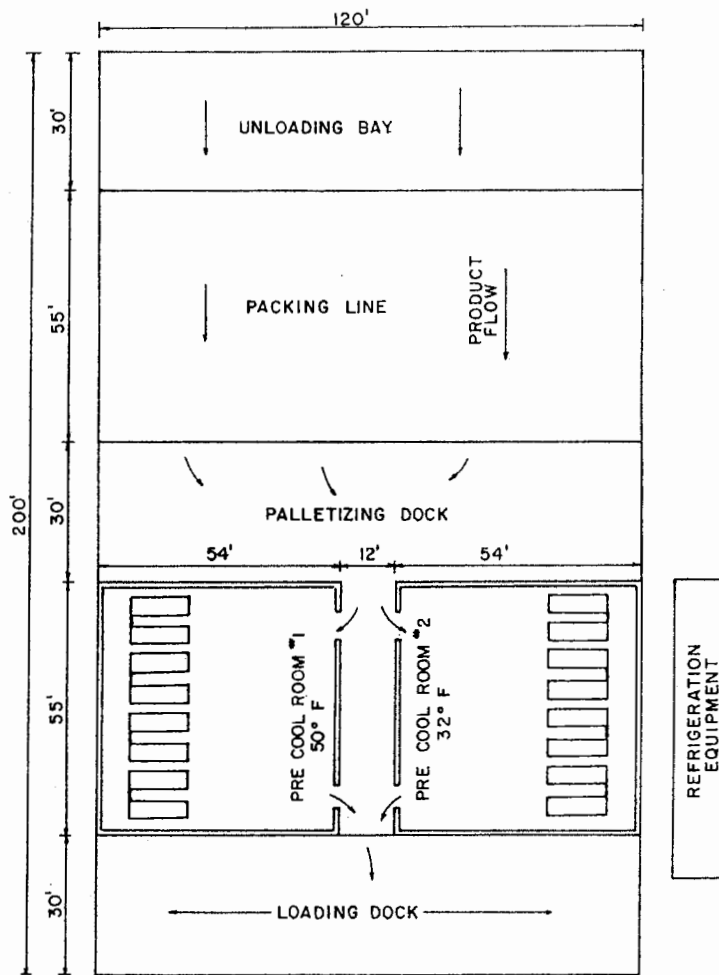 120'
30'
UNLOADING BAY
200'
55'
PACKING LINE
PRODUCT
FLOW
30'
PALLETIZING DOCK
54'
12'
54'
55'
PRE COOL ROOM #1
50° F
PRE COOL ROOM #2
32° F
REFRIGERATION
EQUIPMENT
30'
LOADING DOCK